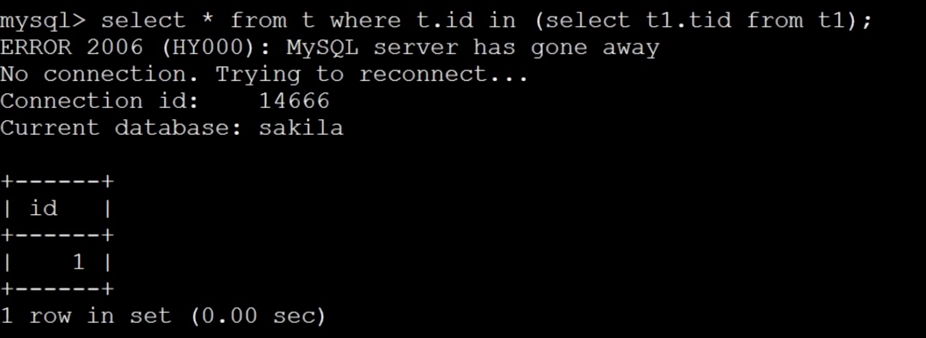 mysql> select * from t where t.id in (select t1.tid from t1);
ERROR 2006 (HY000): MySQL server has gone away
No connection. Trying to reconnect...
Connection id:    14666
Current database: sakila

+------+
| id   |
+------+
|    1 |
+------+
1 row in set (0.00 sec)